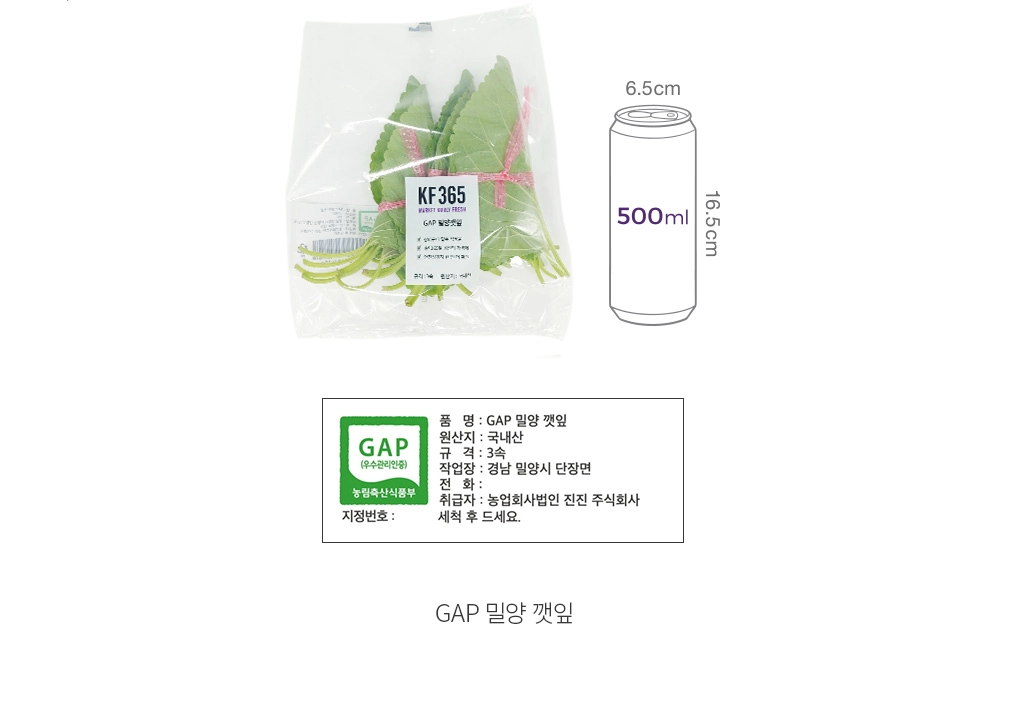 KF365
MARKET KURLY FRESH
GAP 밀양깻잎
6.5cm
500ml
16.5cm
GAP
(우수관리인증)
농림축산식품부
지정번호 :
품 명 : GAP 밀양 깻잎
원산지 : 국내산
규 격 : 3속
작업장 : 경남 밀양시 단장면
전 화 :
취급자 : 농업회사법인 진진 주식회사
세척 후 드세요.
GAP 밀양 깻잎